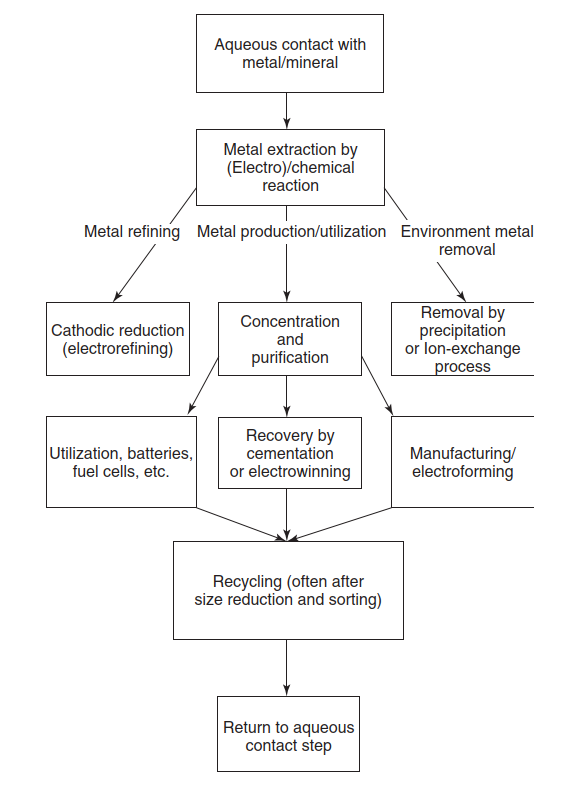 Aqueous contact with
metal/mineral
Metal extraction by
(Electro)/chemical
reaction
Metal refining
Metal production/utilization
Environment metal
removal
Cathodic reduction
(electrorefining)
Concentration
and
purification
Removal by
precipitation
or Ion-exchange
process
Utilization, batteries,
fuel cells, etc.
Recovery by
cementation
or electrowinning
Manufacturing/
electroforming
Recycling (often after
size reduction and sorting)
Return to aqueous
contact step